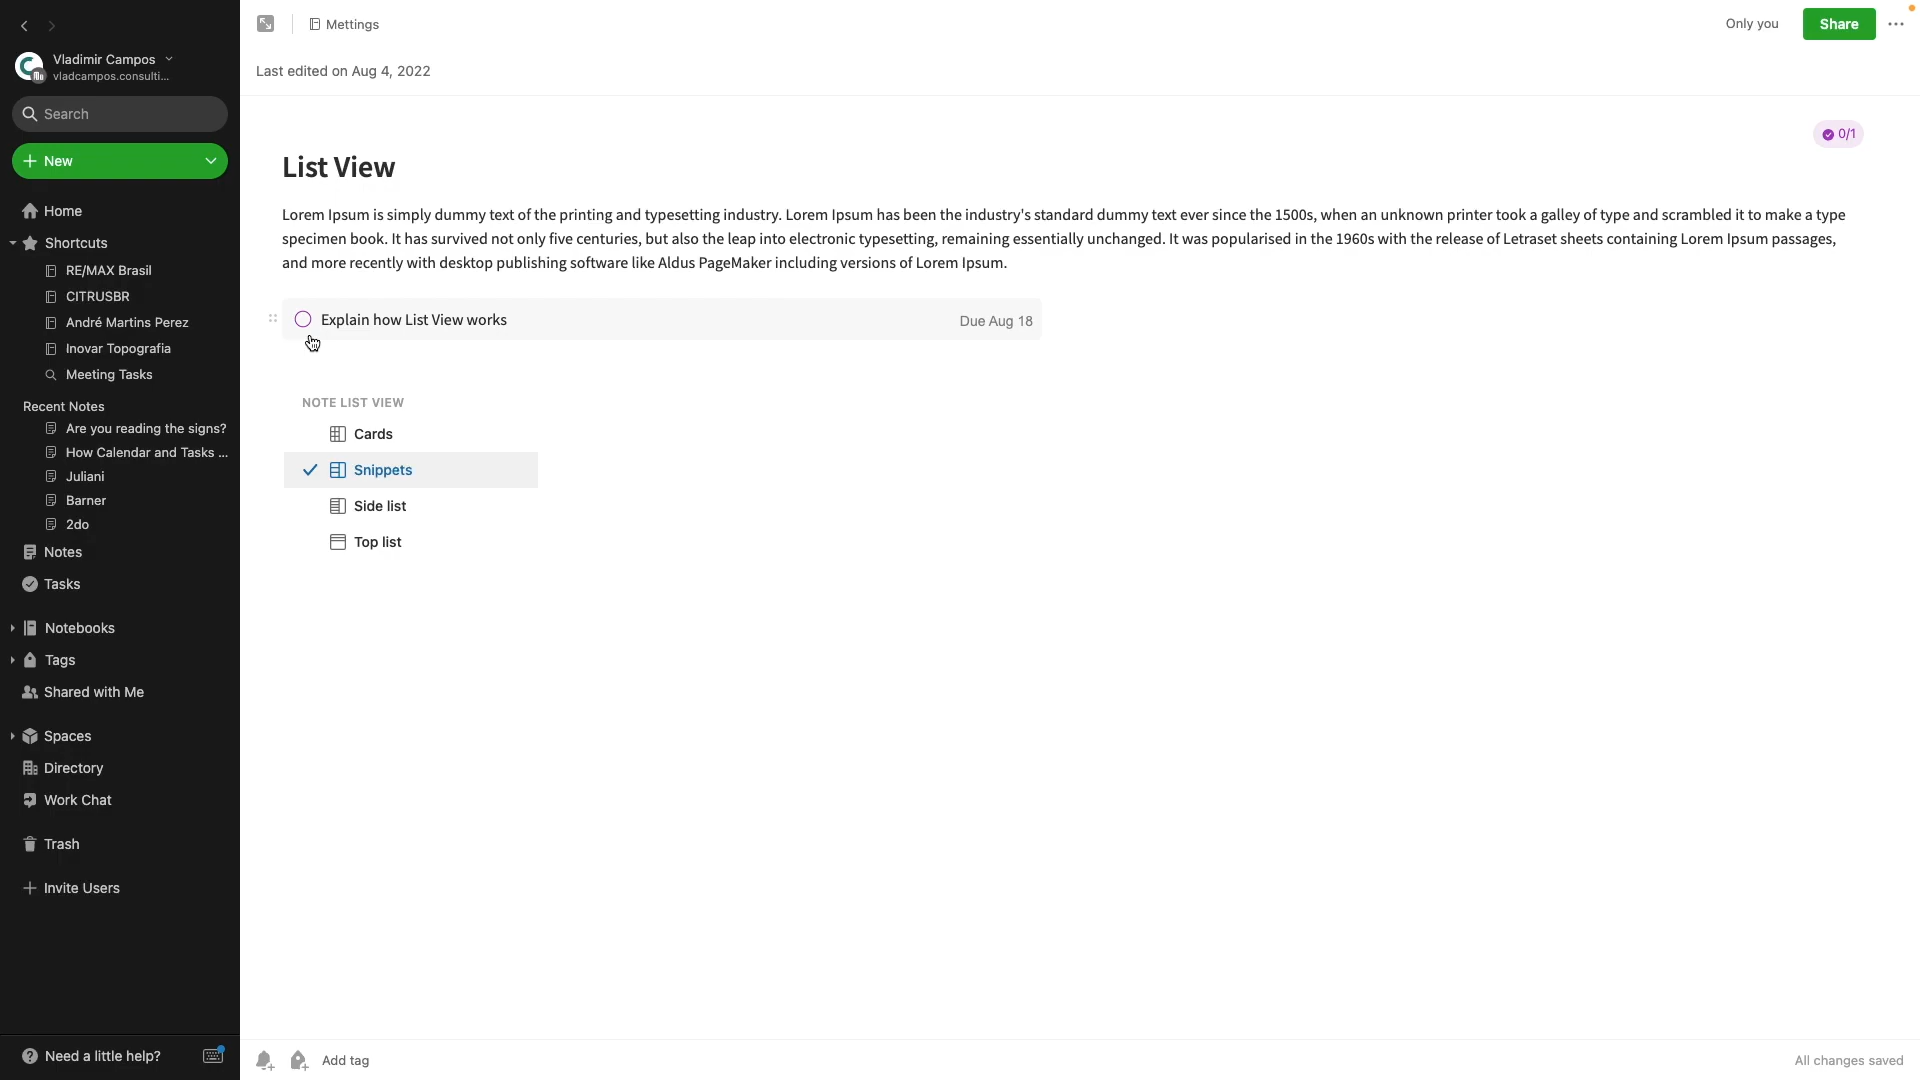 Vladimir Campos
vladcampos.consulti...
Search
New
Home
Shortcuts
RE/MAX Brasil
CITRUSBR
André Martins Perez
Inovar Topografia
Meeting Tasks
Recent Notes
Are you reading the signs?
How Calendar and Tasks ...
Juliani
Barner
2do
Notes
Tasks
Notebooks
Tags
Shared with Me
Spaces
Directory
Work Chat
Trash
Invite Users
Need a little help?
Mettings
Only you
Share
Last edited on Aug 4, 2022
0/1
List View
Lorem Ipsum is simply dummy text of the printing and typesetting industry. Lorem Ipsum has been the industry's standard dummy text ever since the 1500s, when an unknown printer took a galley of type and scrambled it to make a type
specimen book. It has survived not only five centuries, but also the leap into electronic typesetting, remaining essentially unchanged. It was popularised in the 1960s with the release of Letraset sheets containing Lorem Ipsum passages,
and more recently with desktop publishing software like Aldus PageMaker including versions of Lorem Ipsum.
Explain how List View works
Due Aug 18
NOTE LIST VIEW
Cards
Snippets
Side list
Top list
Add tag
All changes saved